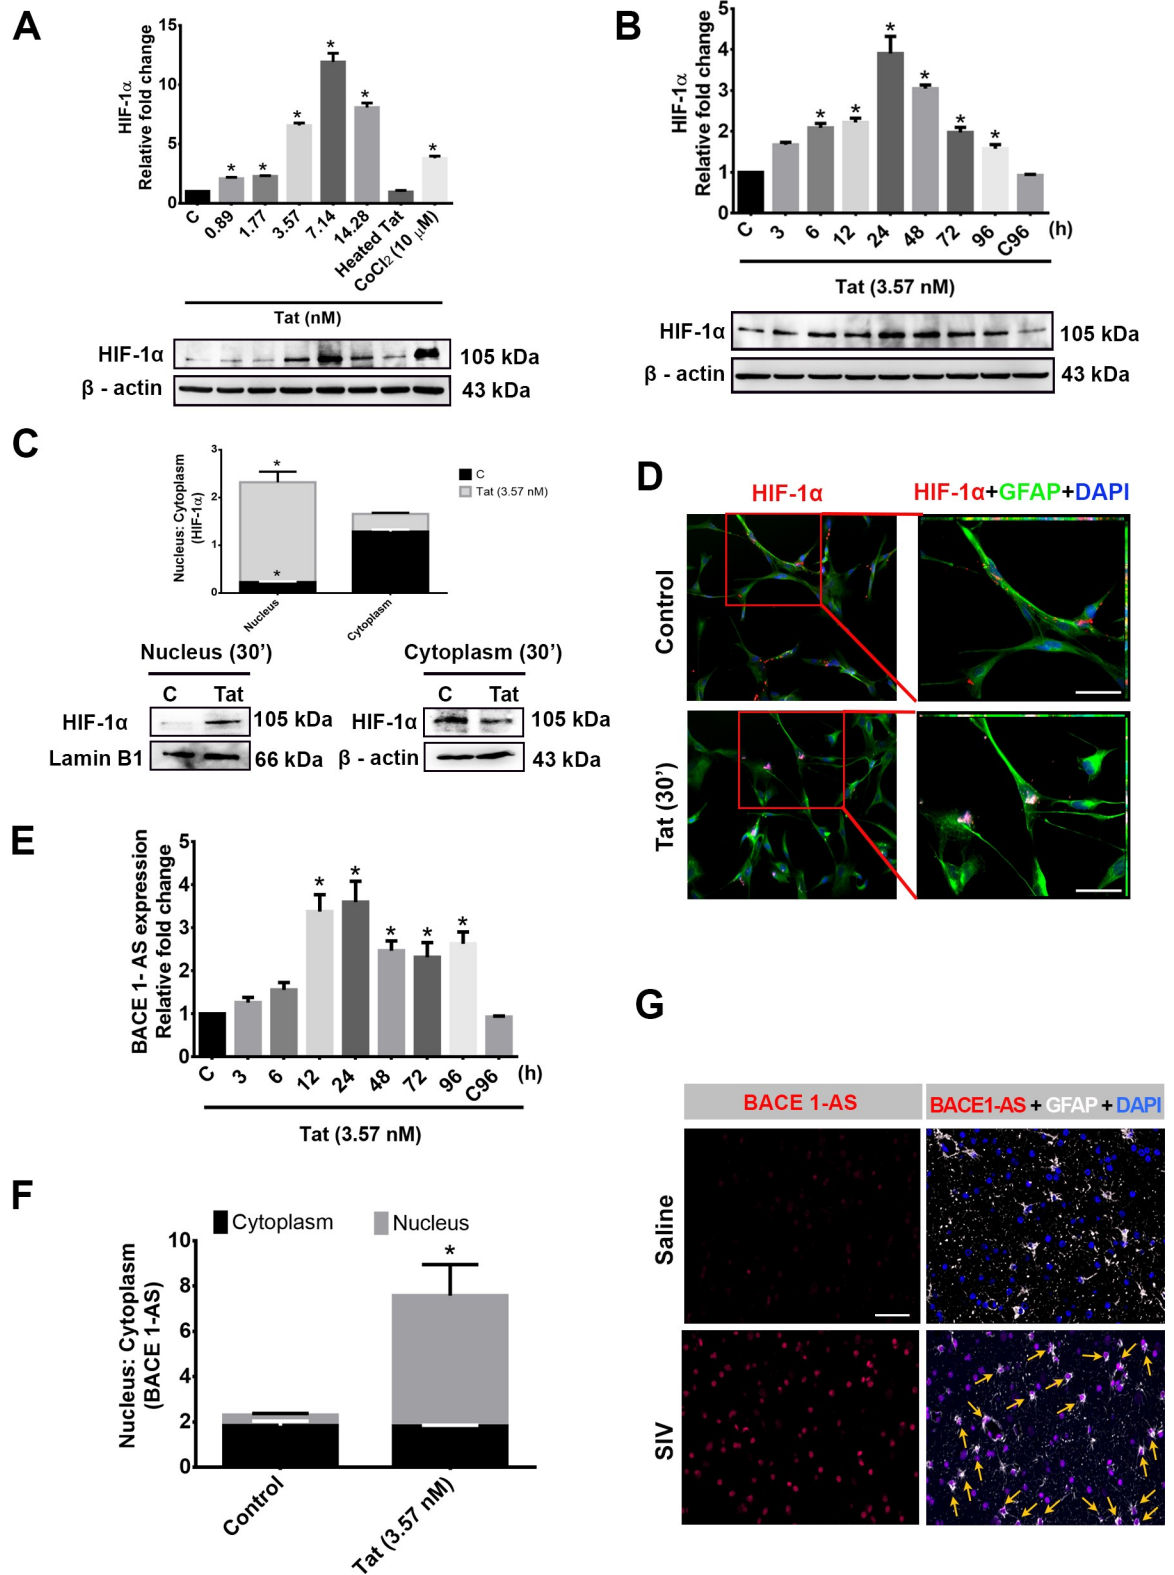 A
HIF-1α
Relative fold change
15
10
5
0
*
*
*
*
*
*
C
0.89
1.77
3.57
7.14
14.28
Heated Tat
CoCl2 (10 μM)
Tat (nM)
HIF-1α
105 kDa
β - actin
43 kDa
B
HIF-1α
Relative fold change
5
4
3
2
1
0
*
*
*
*
*
*
C
3
6
12
24
48
72
96
C96
(h)
Tat (3.57 nM)
HIF-1α
105 kDa
β - actin
43 kDa
C
Nucleus: Cytoplasm
(HIF-1α)
3
2
1
0
*
*
C
Tat (3.57 nM)
Nucleus
Cytoplasm
Nucleus (30’)
C Tat
HIF-1α
105 kDa
Lamin B1
66 kDa
Cytoplasm (30’)
C Tat
HIF-1α
105 kDa
β - actin
43 kDa
D
HIF-1α
HIF-1α+GFAP+DAPI
Control
Tat (30’)
E
BACE 1- AS expression
Relative fold change
5
4
3
2
1
0
*
*
*
*
*
C
3
6
12
24
48
72
96
C96
(h)
Tat (3.57 nM)
F
Cytoplasm
Nucleus
Nucleus: Cytoplasm
(BACE 1-AS)
10
8
6
4
2
0
*
Control
Tat (3.57 nM)
G
BACE 1-AS
BACE1-AS + GFAP + DAPI
Saline
SIV